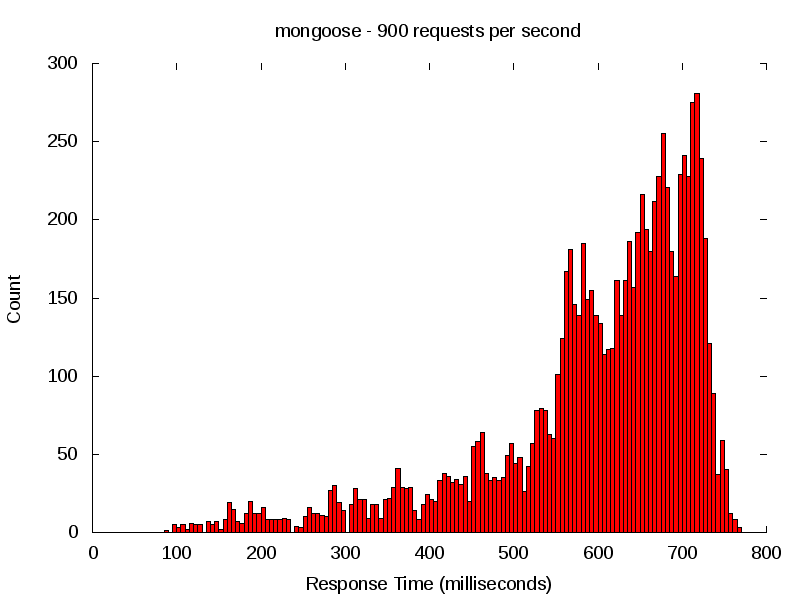 mongoose - 900 requests per second
300
250
200
150
100
50
0
Count
0 100 200 300 400 500 600 700 800
Response Time (milliseconds)